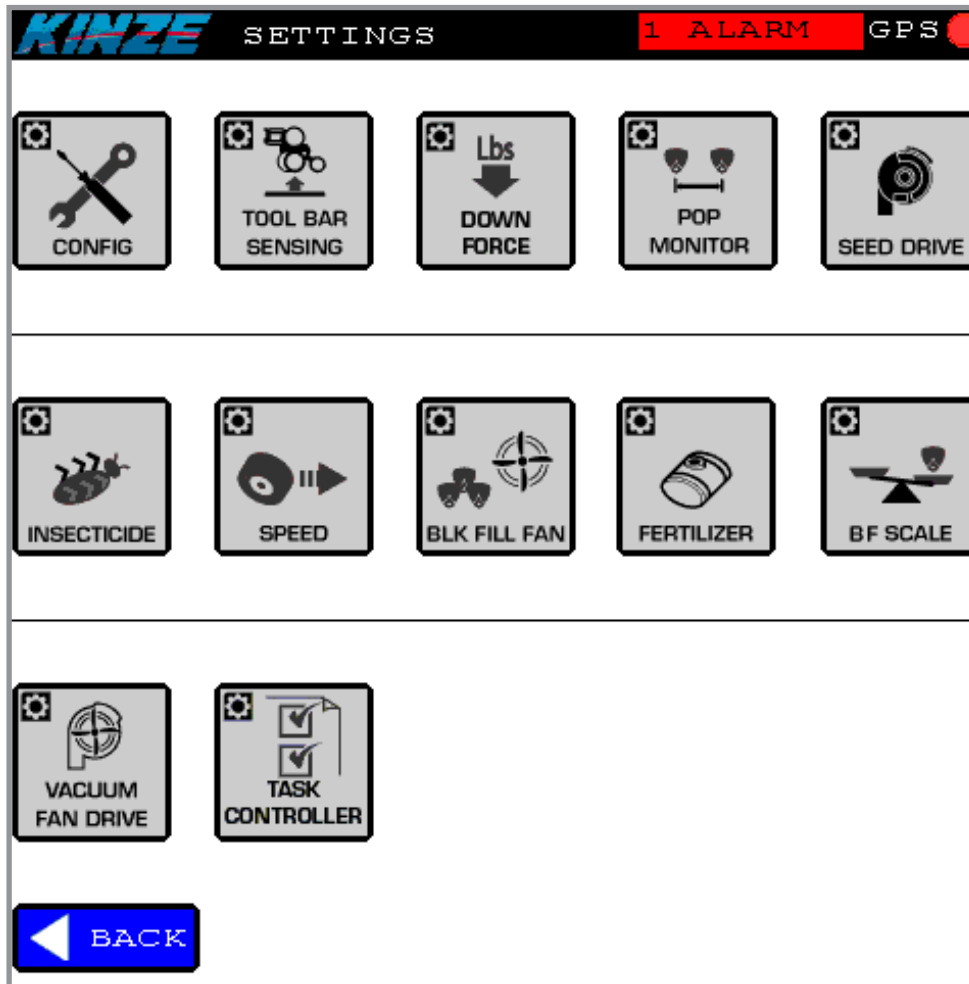 KINZE SETTINGS 1 ALARM GPS
CONFIG
TOOL BAR
SENSING
Lbs
DOWN
FORCE
POP
MONITOR
SEED DRIVE
INSECTICIDE
SPEED
BLK FILL FAN
FERTILIZER
BF SCALE
VACUUM
FAN DRIVE
TASK
CONTROLLER
BACK